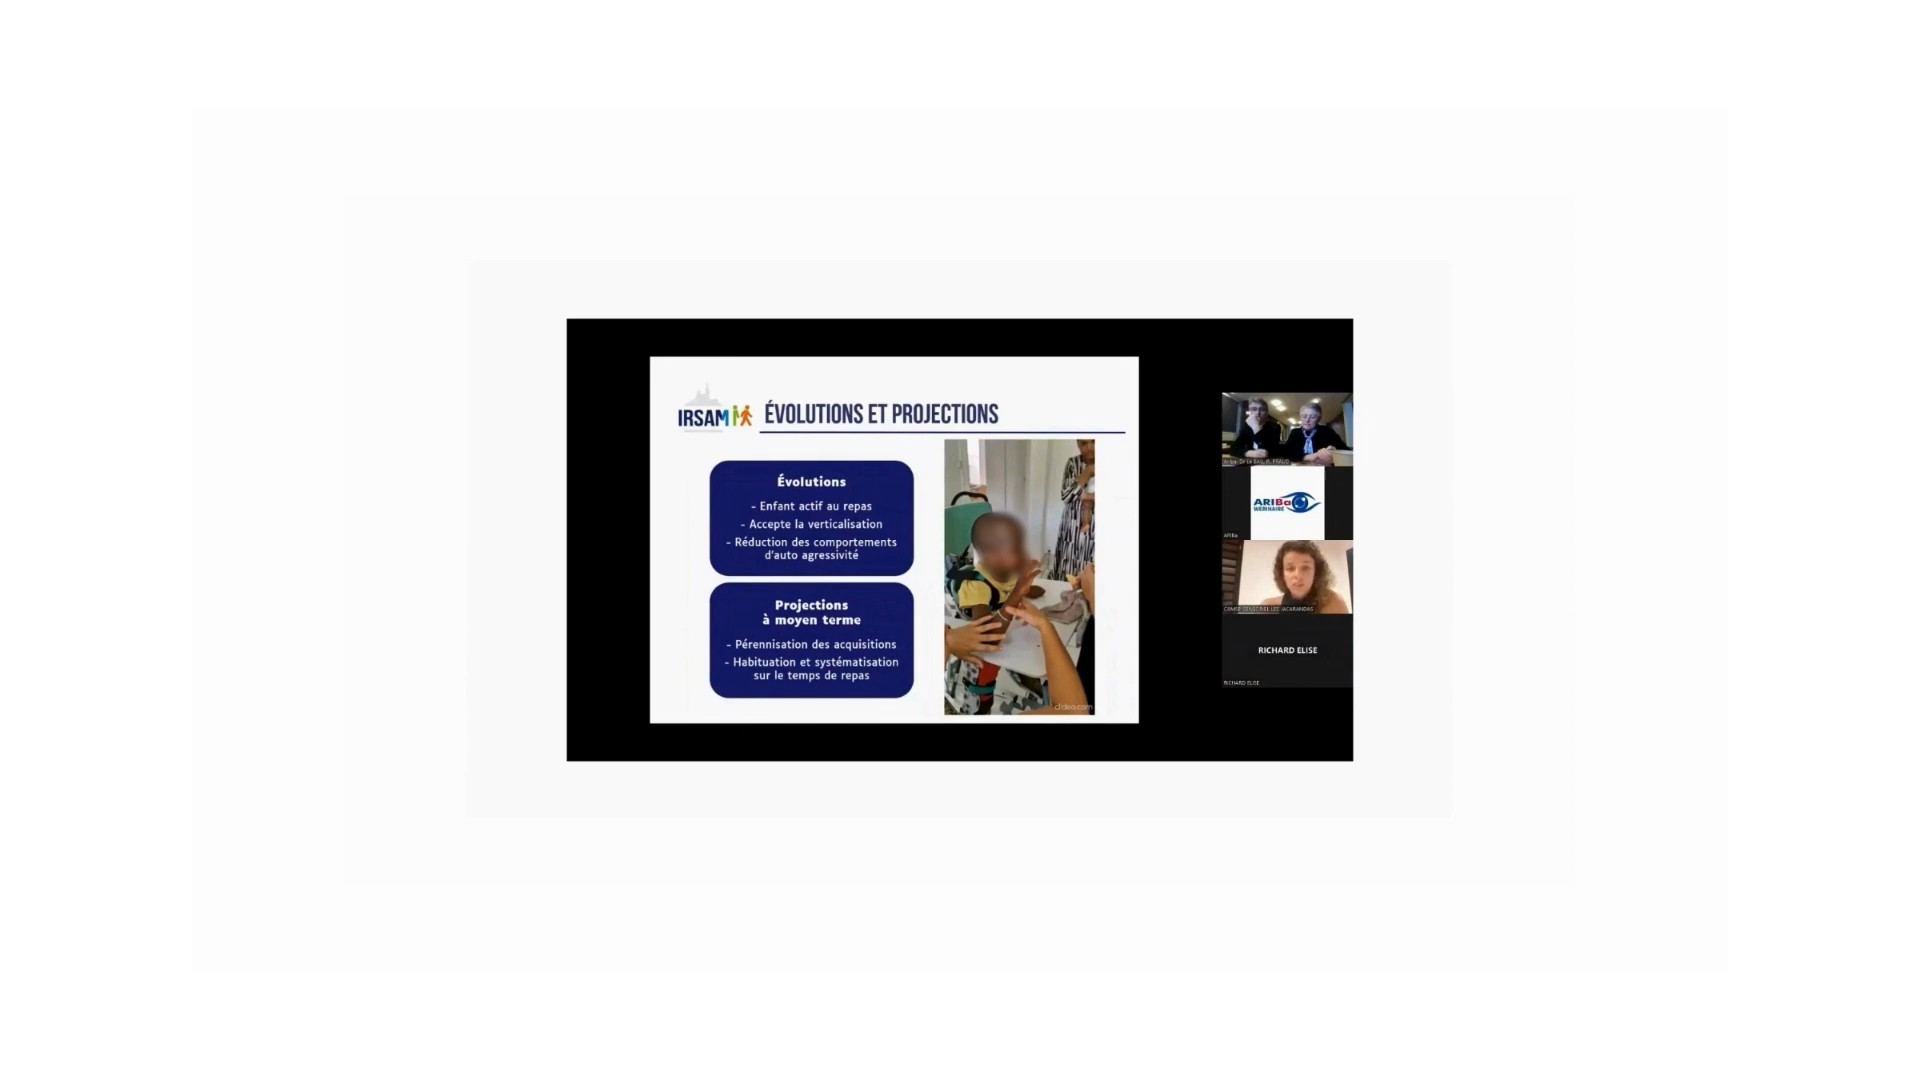 IRSAM
ÉVOLUTIONS ET PROJECTIONS
Évolutions
- Enfant actif au repas
- Accepte la verticalisation
- Réduction des comportements
d'auto agressivité
Projections
à moyen terme
- Pérennisation des acquisitions
- Habituation et systématisation
sur le temps de repas
clideo.com
ARIBa
WEBINAIRE
ARIBa
RICHARD ELISE
RICHARD ELISE